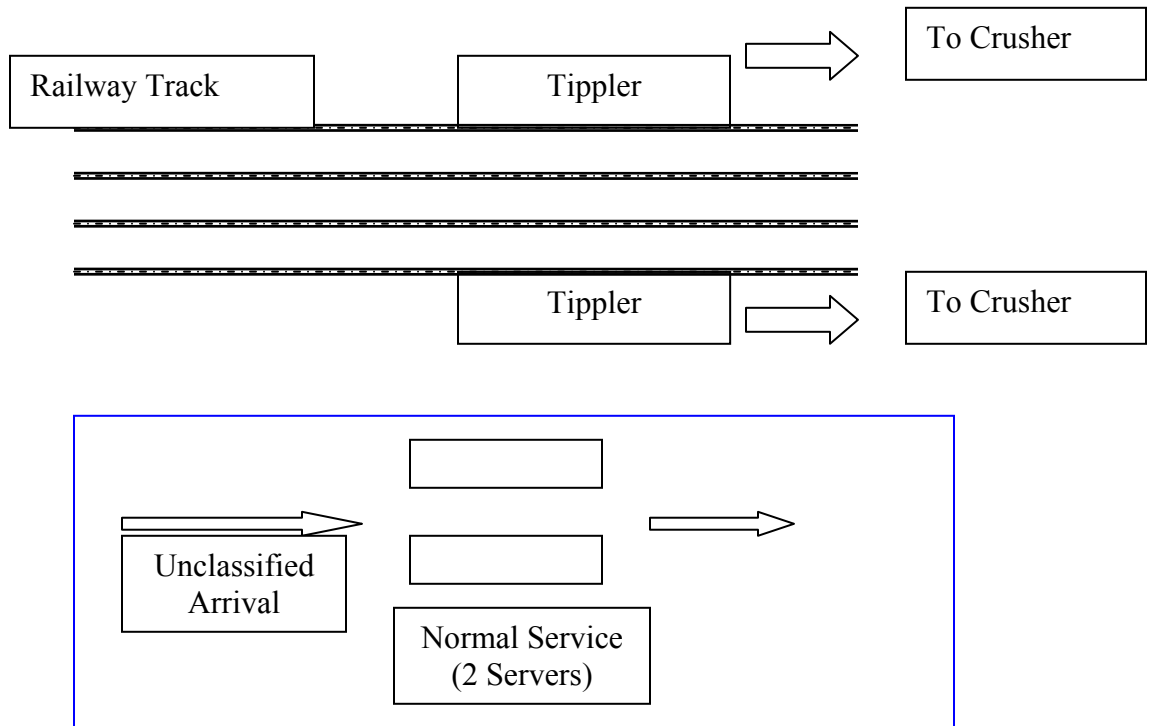 To Crusher
Railway Track
Tippler
Tippler
To Crusher
Unclassified
Arrival
Normal Service
(2 Servers)